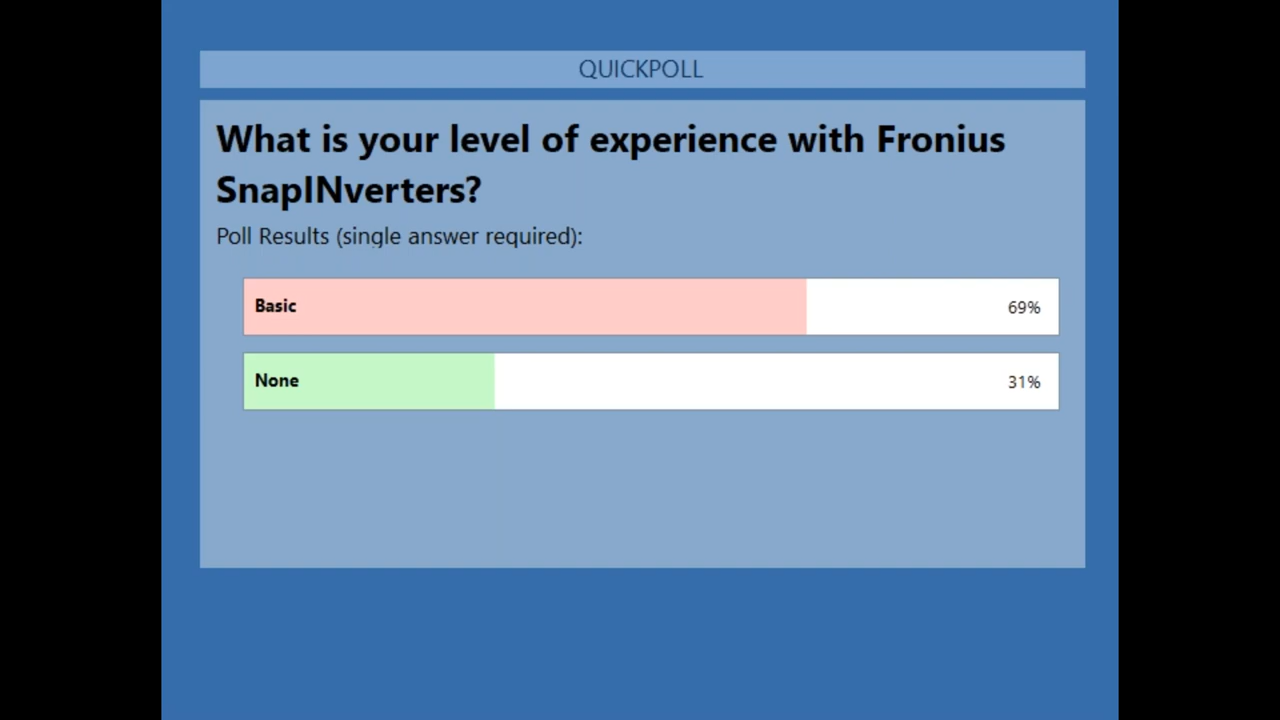 QUICKPOLL
What is your level of experience with Fronius
SnapINverters?
Poll Results (single answer required):
Basic 69%
None 31%